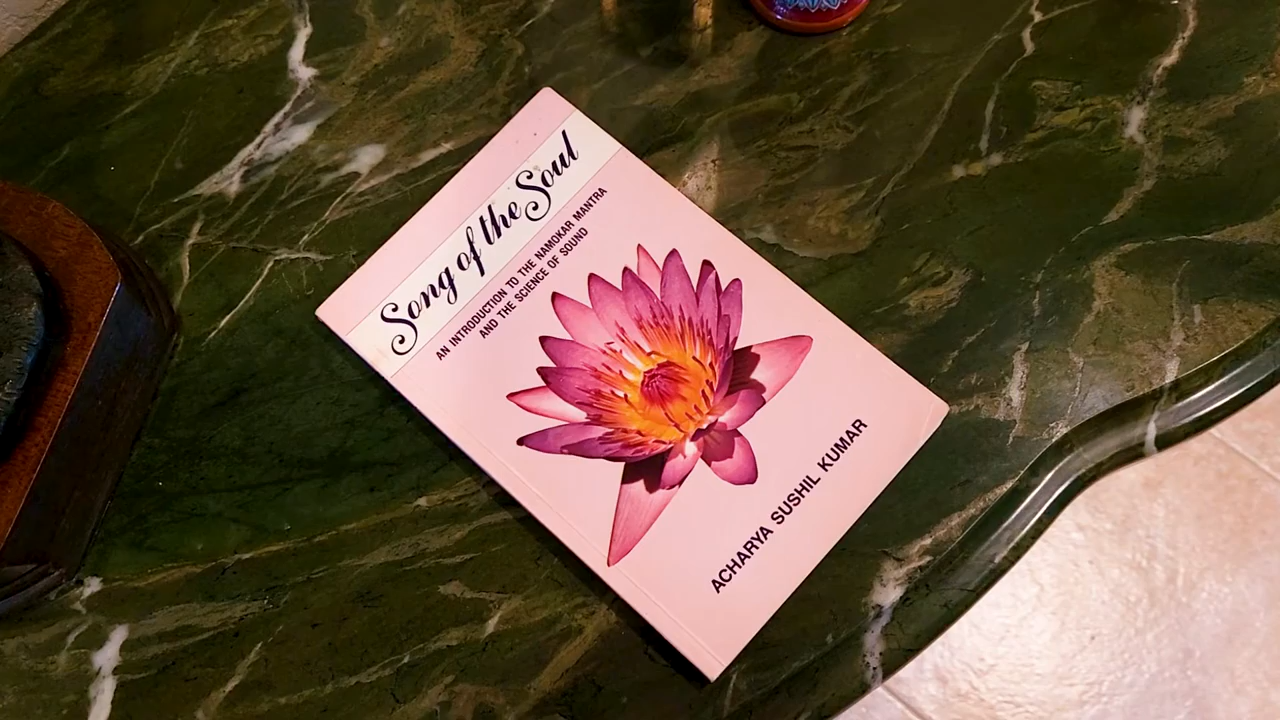 Song of the Soul
AN INTRODUCTION TO THE NAMOKAR MANTRA
AND THE SCIENCE OF SOUND
ACHARYA SUSHIL KUMAR